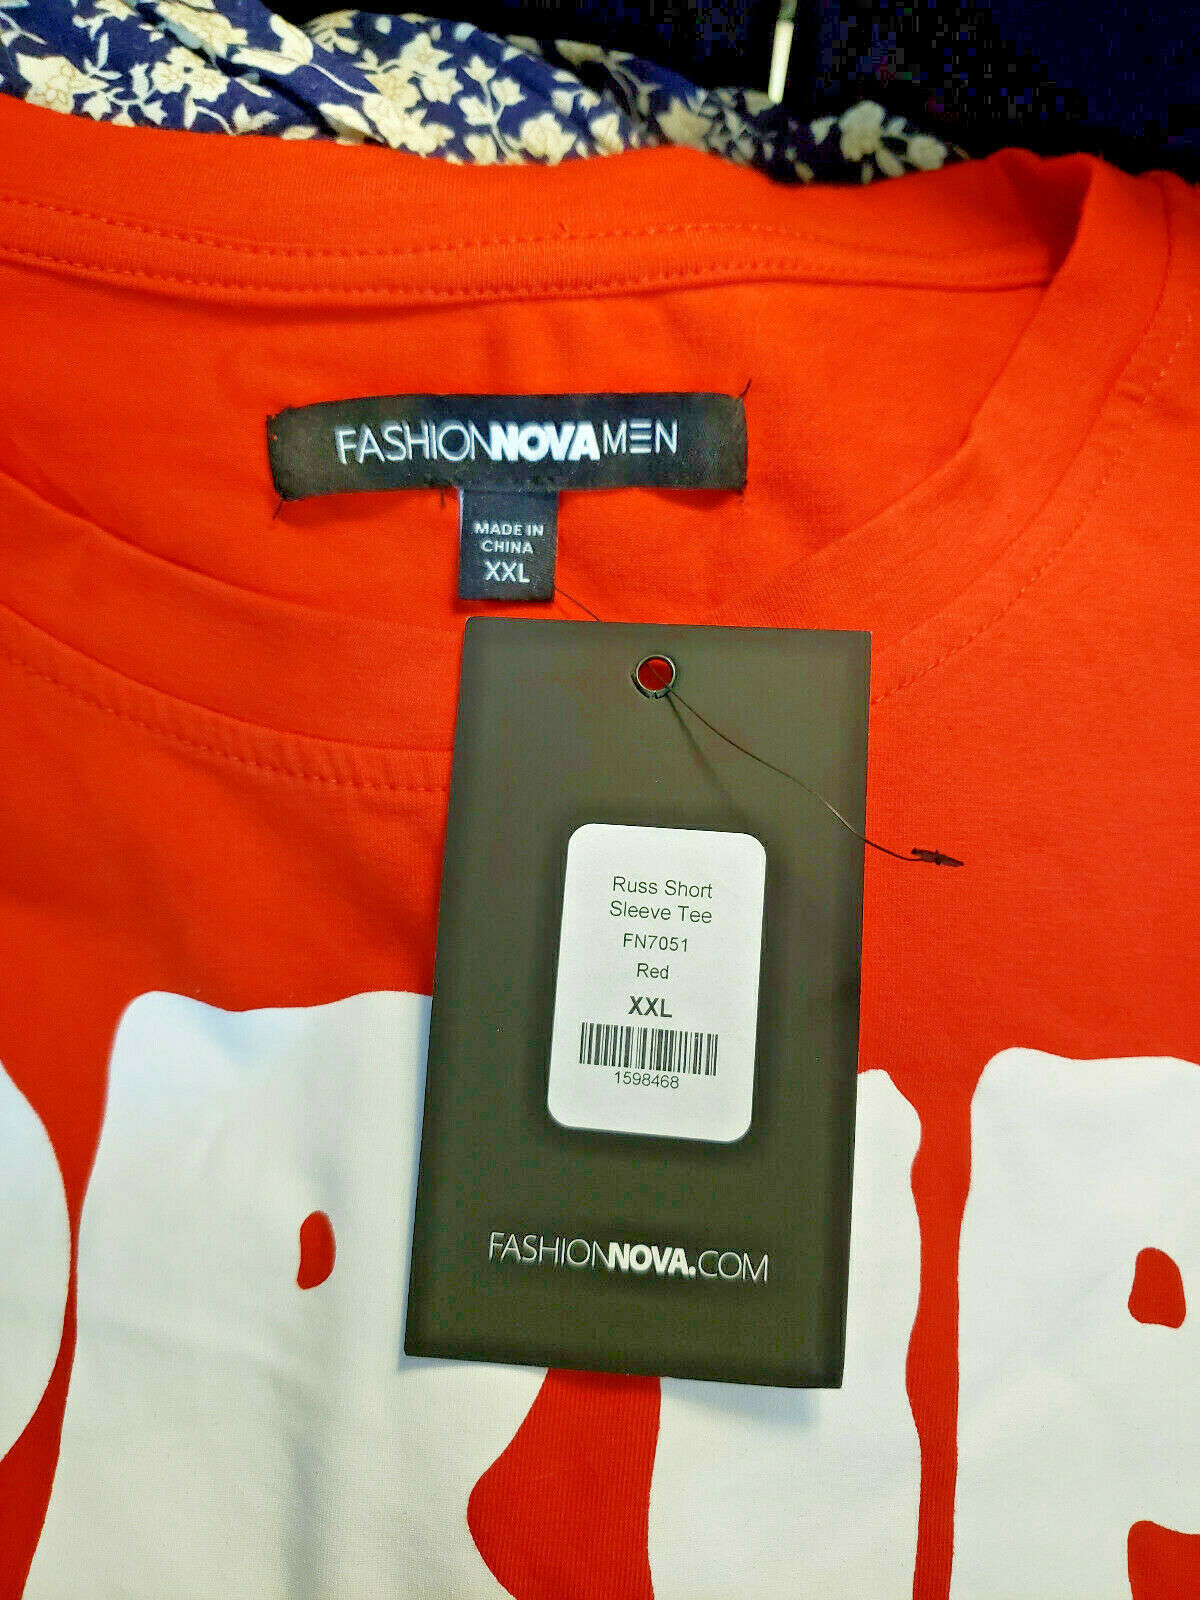 FASHIONNOVAMEN
MADE IN
CHINA
XXL
Russ Short
Sleeve Tee
FN7051
Red
XXL
1598468
FASHIONNOVA.COM